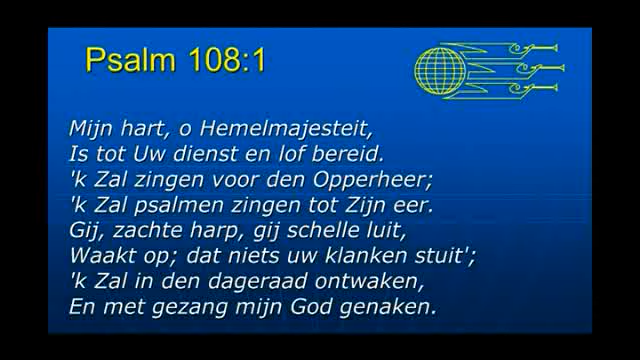 Psalm 108:1
Mijn hart, o Hemelmajesteit,
Is tot Uw dienst en lof bereid.
'k Zal zingen voor den Opperheer;
'k Zal psalmen zingen tot Zijn eer.
Gij, zachte harp, gij schelle luit,
Waakt op; dat niets uw klanken stuit';
'k Zal in den dageraad ontwaken,
En met gezang mijn God genaken.